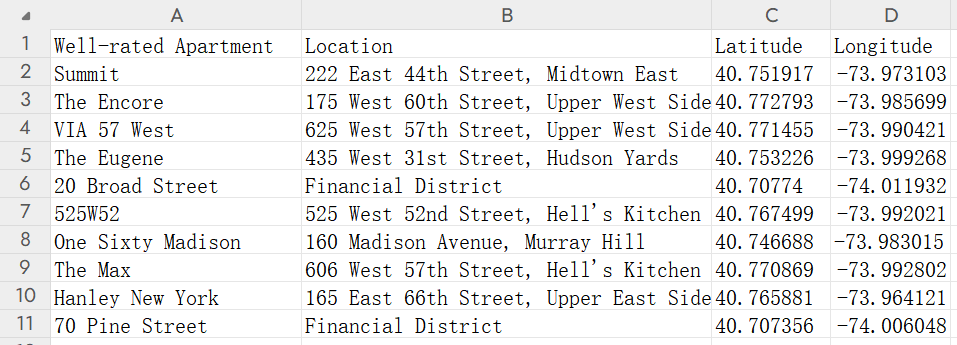 A B C D
1 Well-rated Apartment Location Latitude Longitude
2 Summit 222 East 44th Street, Midtown East 40.751917 -73.973103
3 The Encore 175 West 60th Street, Upper West Side 40.772793 -73.985699
4 VIA 57 West 625 West 57th Street, Upper West Side 40.771455 -73.990421
5 The Eugene 435 West 31st Street, Hudson Yards 40.753226 -73.999268
6 20 Broad Street Financial District 40.70774 -74.011932
7 525W52 525 West 52nd Street, Hell's Kitchen 40.767499 -73.992021
8 One Sixty Madison 160 Madison Avenue, Murray Hill 40.746688 -73.983015
9 The Max 606 West 57th Street, Hell's Kitchen 40.770869 -73.992802
10 Hanley New York 165 East 66th Street, Upper East Side 40.765881 -73.964121
11 70 Pine Street Financial District 40.707356 -74.006048